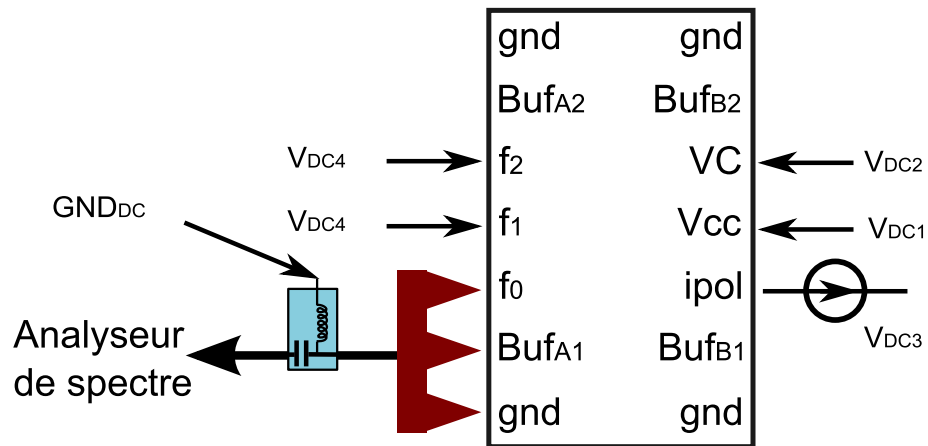 gnd gnd
BufA2 BufB2
VDC4 f2 VC VDC2
GNDDC
VDC4 f1 Vcc VDC1
f0 ipol
VDC3
Analyseur
de spectre
BufA1 BufB1
gnd gnd